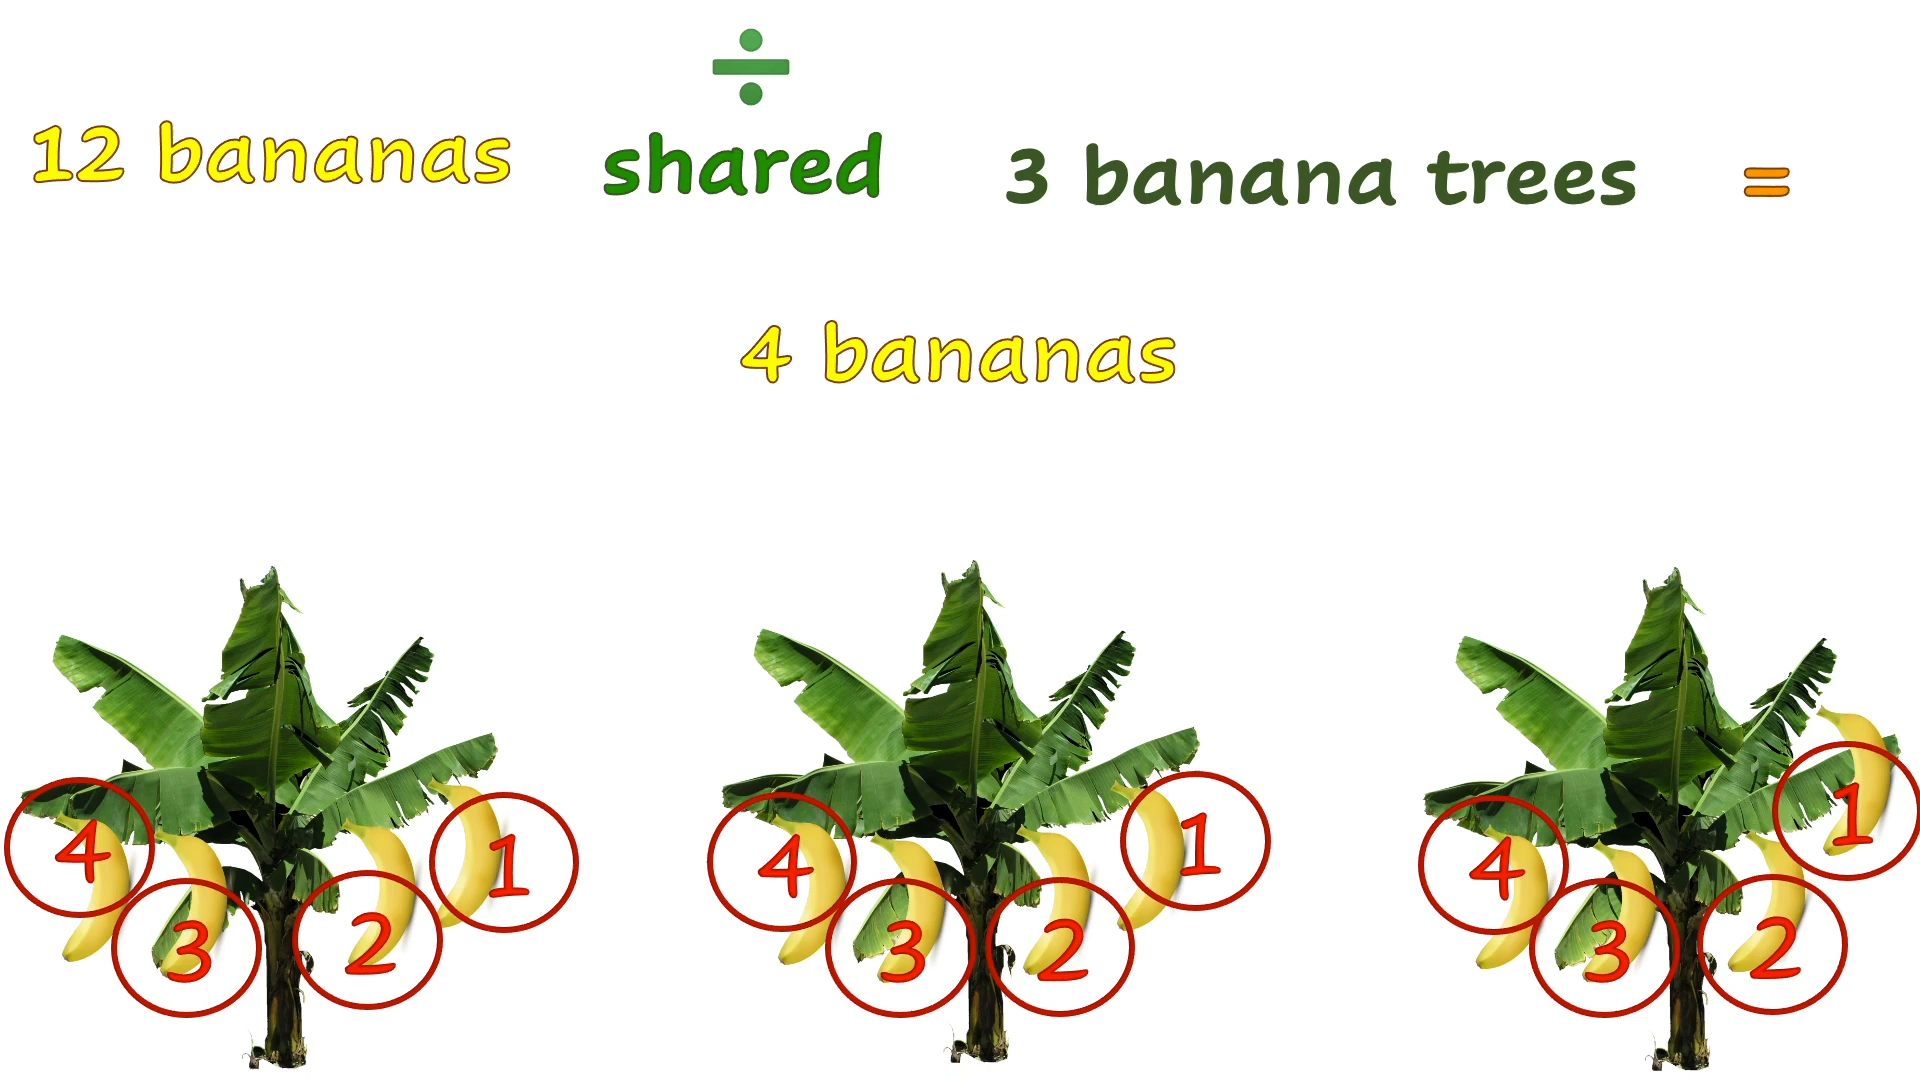 ÷
12 bananas shared 3 banana trees =
4 bananas
4 3 2 1 4 3 2 1 4 3 2 1